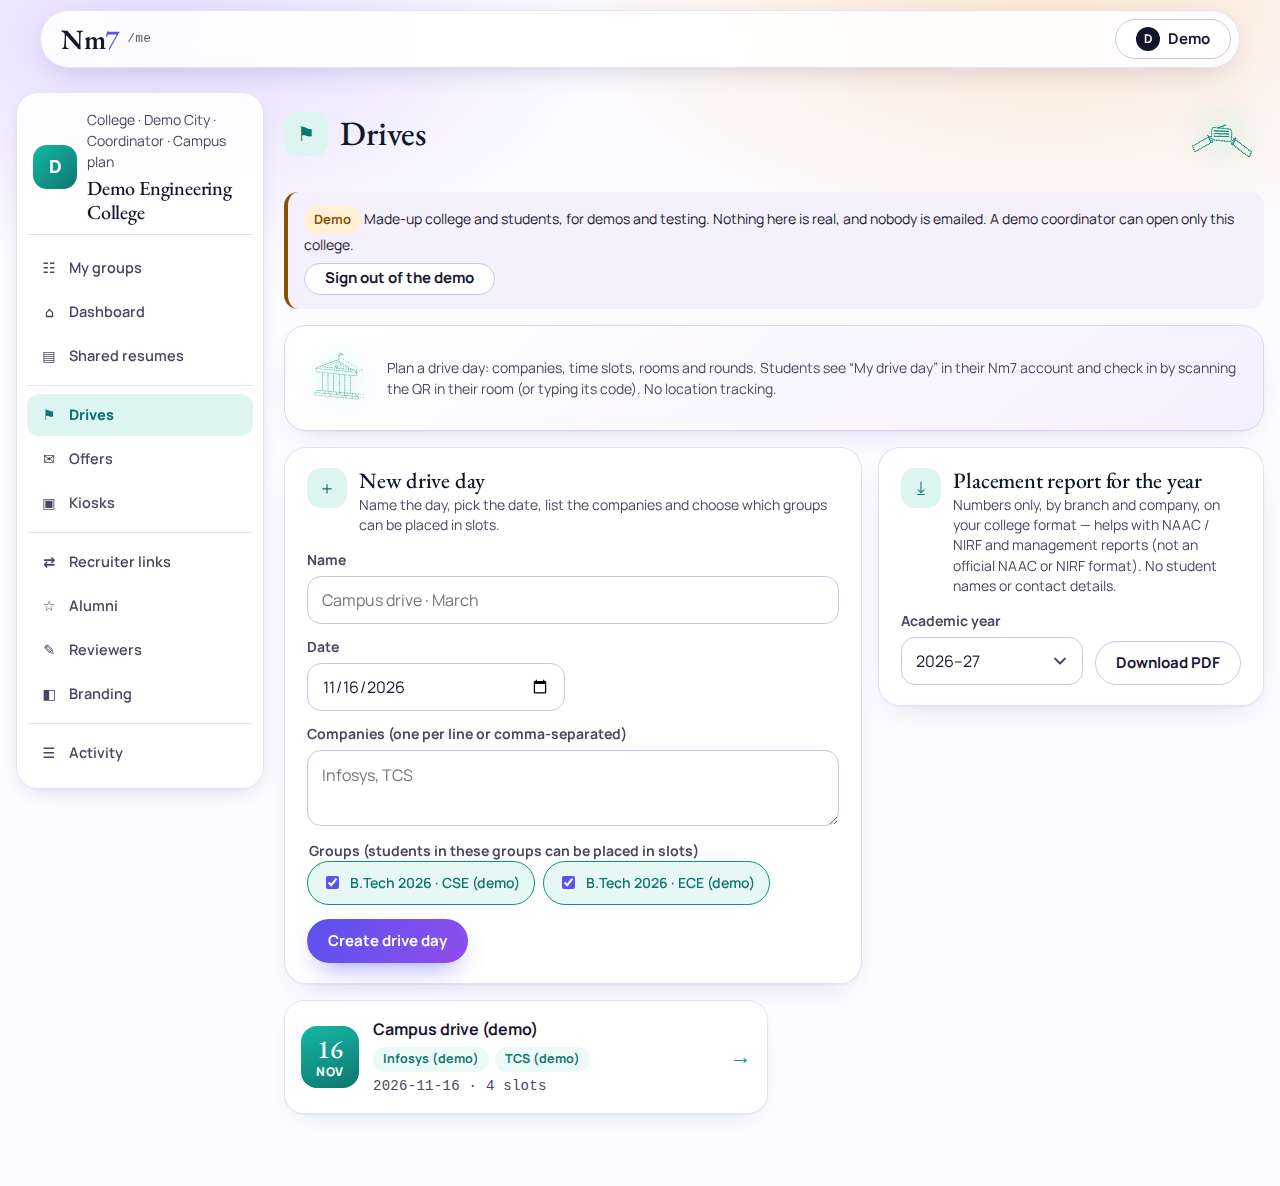 Nm7 /me
D Demo
D
College · Demo City ·
Coordinator · Campus
plan
Demo Engineering
College
My groups
Dashboard
Shared resumes
Drives
Offers
Kiosks
Recruiter links
Alumni
Reviewers
Branding
Activity
Drives
Demo Made-up college and students, for demos and testing. Nothing here is real, and nobody is emailed. A demo coordinator can open only this
college.
Sign out of the demo
Plan a drive day: companies, time slots, rooms and rounds. Students see “My drive day” in their Nm7 account and check in by scanning
the QR in their room (or typing its code). No location tracking.
New drive day
Name the day, pick the date, list the companies and choose which groups
can be placed in slots.
Name
Campus drive · March
Date
11/16/2026
Companies (one per line or comma-separated)
Infosys, TCS
Groups (students in these groups can be placed in slots)
B.Tech 2026 · CSE (demo)
B.Tech 2026 · ECE (demo)
Create drive day
Placement report for the year
Numbers only, by branch and company, on
your college format — helps with NAAC /
NIRF and management reports (not an
official NAAC or NIRF format). No student
names or contact details.
Academic year
2026–27
Download PDF
16
NOV
Campus drive (demo)
Infosys (demo) TCS (demo)
2026-11-16 · 4 slots
→